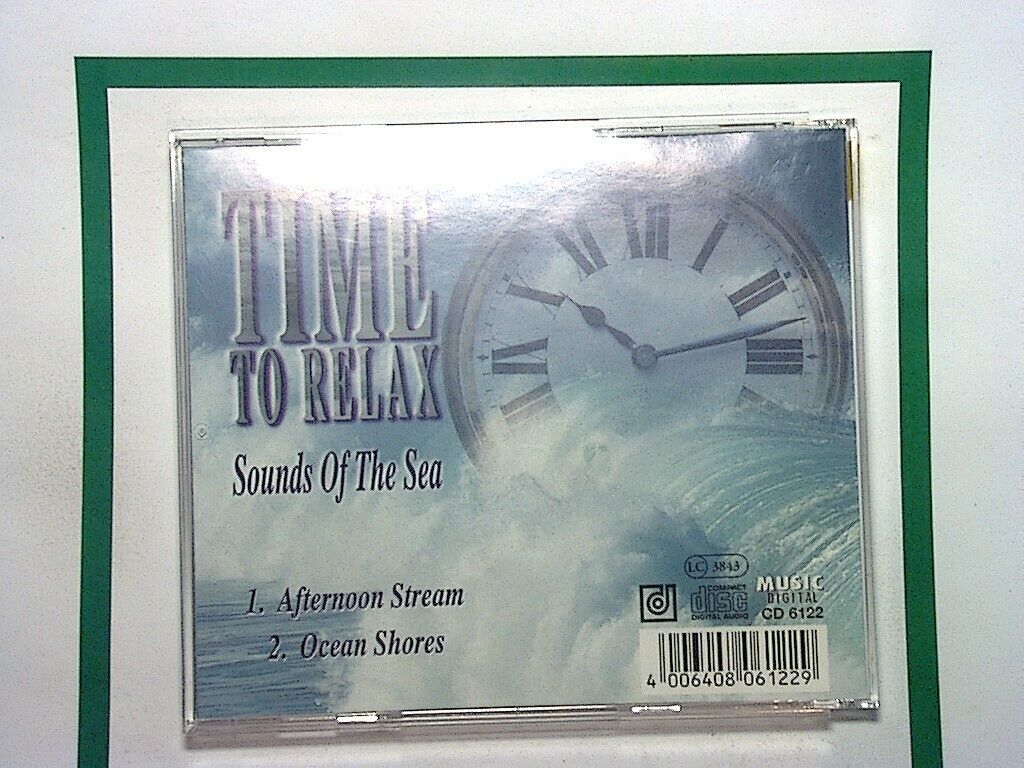 TIME
TO RELAX
Sounds Of The Sea
1. Afternoon Stream
2. Ocean Shores
LC 3843
COMPACT
disc
DIGITAL AUDIO
MUSIC
DIGITAL
CD 6122
4 006408 061229